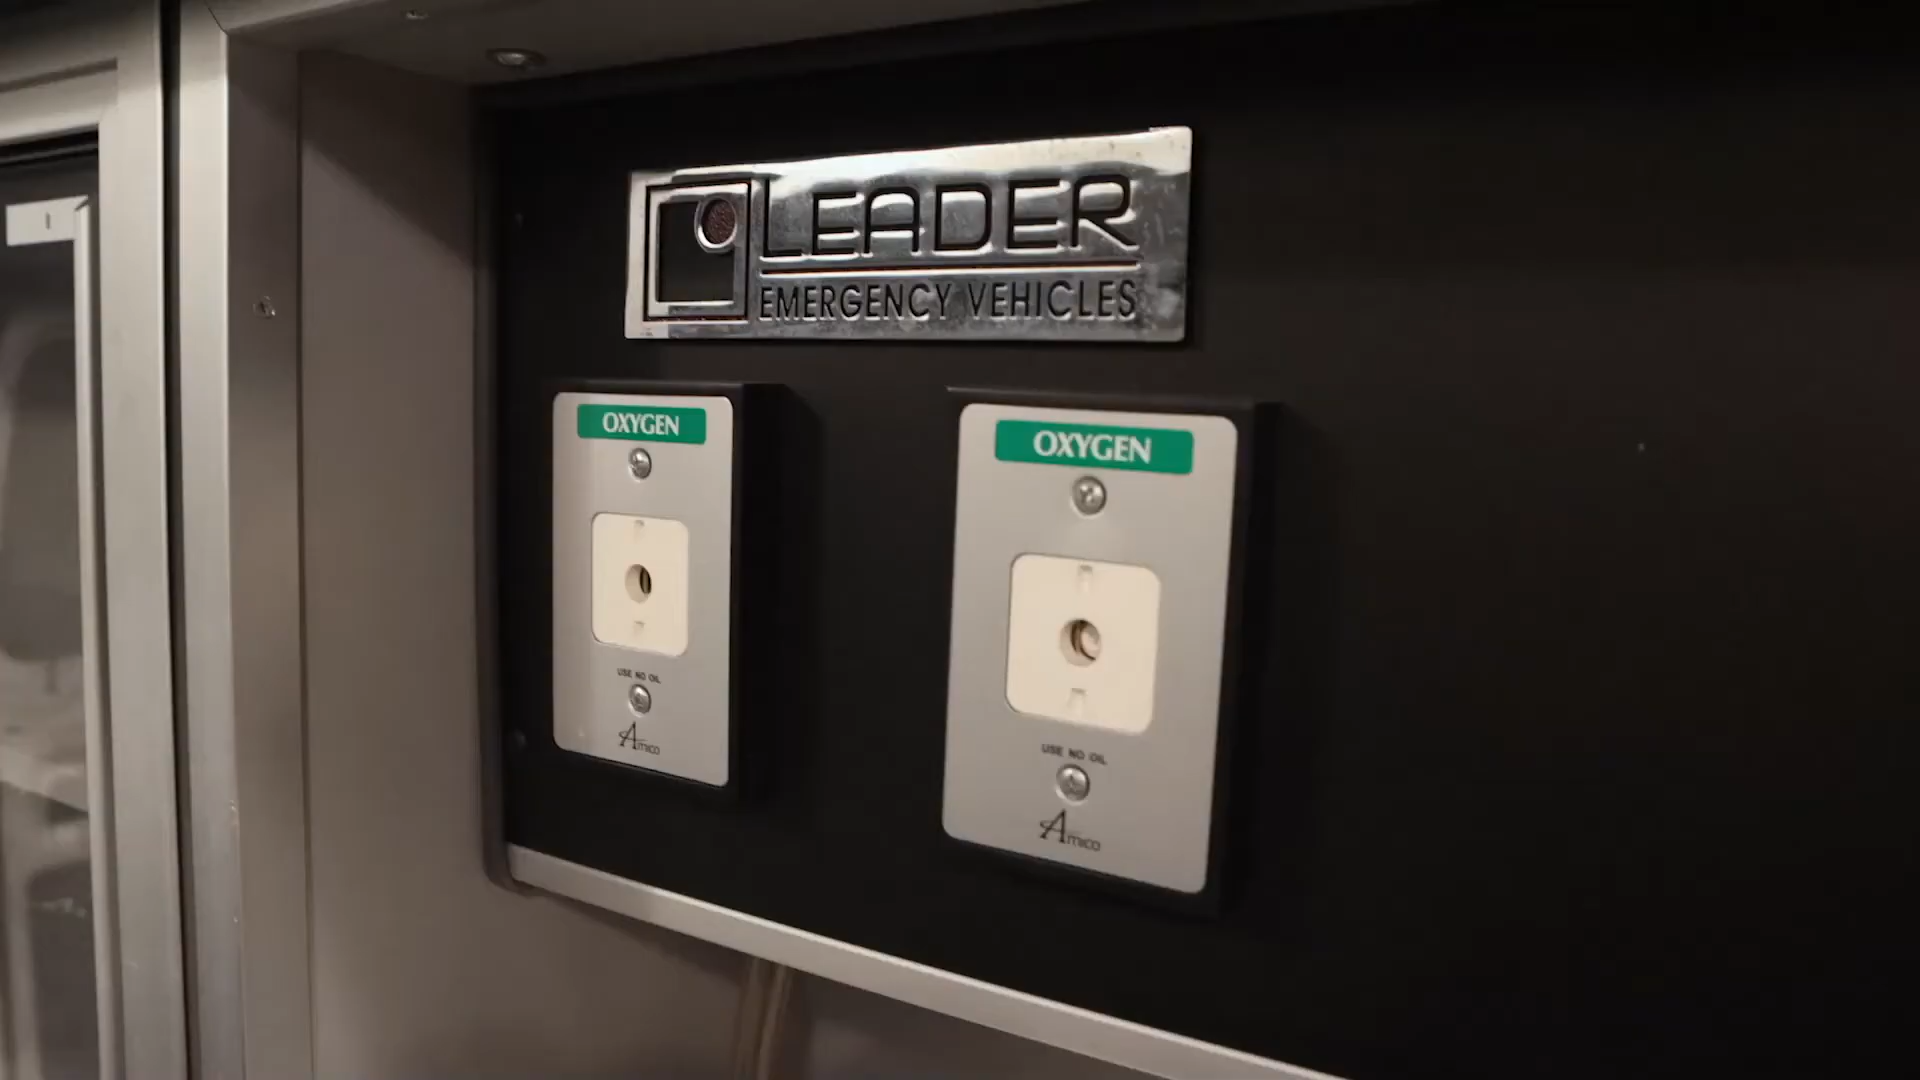 LEADER
EMERGENCY VEHICLES
OXYGEN
USE NO OIL
Amico
OXYGEN
USE NO OIL
Amico